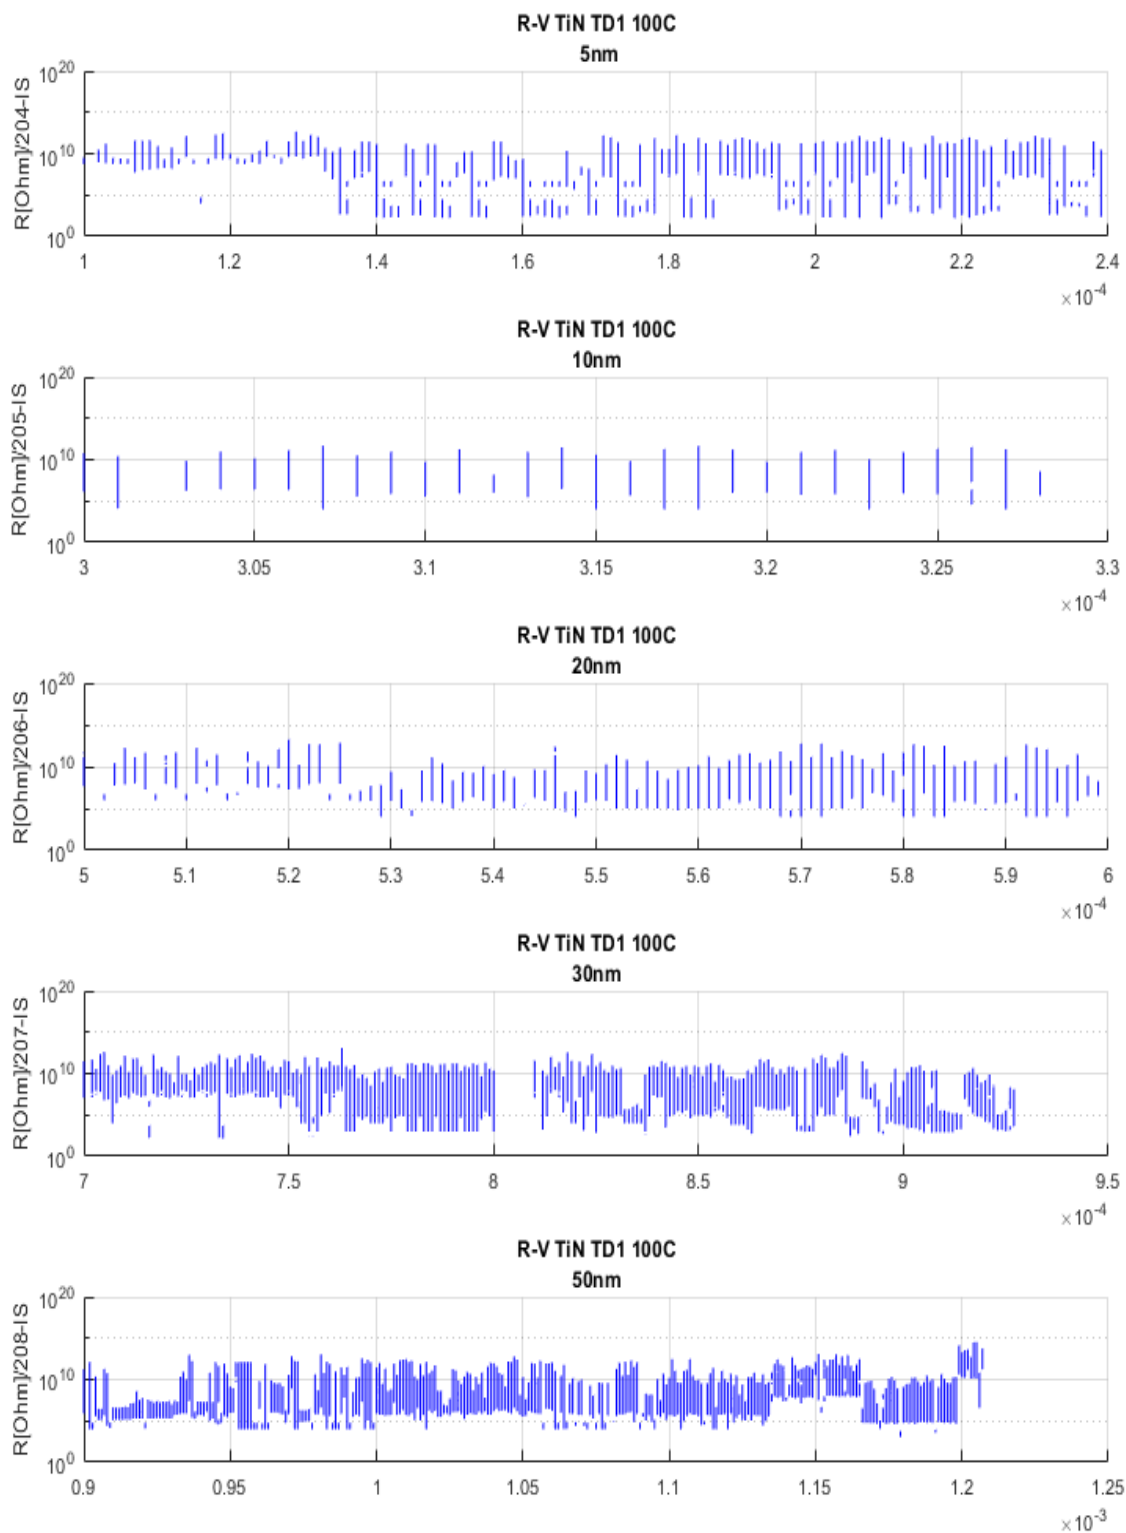 R-V TiN TD1 100C
5nm
R[Ohm]/204-IS
10^20
10^10
10^0
1 1.2 1.4 1.6 1.8 2 2.2 2.4
×10^-4
R-V TiN TD1 100C
10nm
R[Ohm]/205-IS
10^20
10^10
10^0
3 3.05 3.1 3.15 3.2 3.25 3.3
×10^-4
R-V TiN TD1 100C
20nm
R[Ohm]/206-IS
10^20
10^10
10^0
5 5.1 5.2 5.3 5.4 5.5 5.6 5.7 5.8 5.9 6
×10^-4
R-V TiN TD1 100C
30nm
R[Ohm]/207-IS
10^20
10^10
10^0
7 7.5 8 8.5 9 9.5
×10^-4
R-V TiN TD1 100C
50nm
R[Ohm]/208-IS
10^20
10^10
10^0
0.9 0.95 1 1.05 1.1 1.15 1.2 1.25
×10^-3